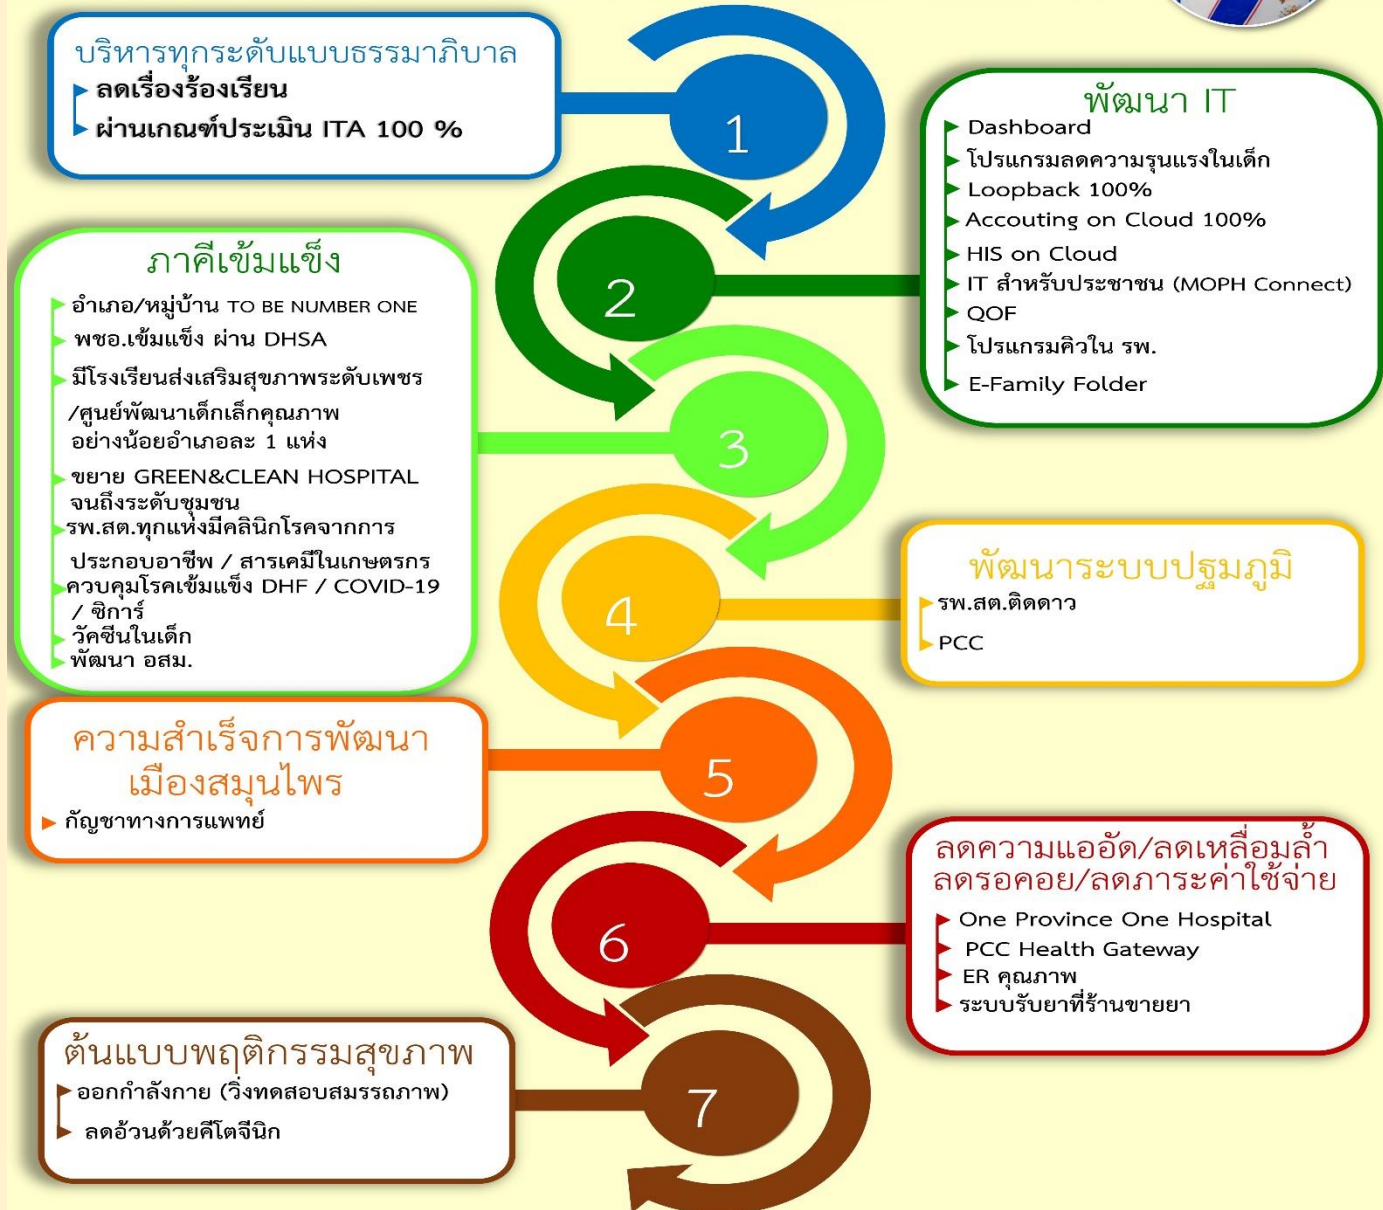 บริหารทุกระดับแบบธรรมาภิบาล
ลดเรื่องร้องเรียน
ผ่านเกณฑ์ประเมิน ITA 100 %
1
พัฒนา IT
Dashboard
โปรแกรมลดความรุนแรงในเด็ก
Loopback 100%
Accouting on Cloud 100%
HIS on Cloud
IT สำหรับประชาชน (MOPH Connect)
QOF
โปรแกรมคิวใน รพ.
E-Family Folder
2
ภาคีเข้มแข็ง
อำเภอ/หมู่บ้าน TO BE NUMBER ONE
พชอ.เข้มแข็ง ผ่าน DHSA
มีโรงเรียนส่งเสริมสุขภาพระดับเพชร
/ศูนย์พัฒนาเด็กเล็กคุณภาพ
อย่างน้อยอำเภอละ 1 แห่ง
ขยาย GREEN&CLEAN HOSPITAL
จนถึงระดับชุมชน
รพ.สต.ทุกแห่งมีคลินิกโรคจากการ
ประกอบอาชีพ / สารเคมีในเกษตรกร
ควบคุมโรคเข้มแข็ง DHF / COVID-19
/ ซิการ์
วัคซีนในเด็ก
พัฒนา อสม.
3
พัฒนาระบบปฐมภูมิ
รพ.สต.ติดดาว
PCC
4
ความสำเร็จการพัฒนา
เมืองสมุนไพร
กัญชาทางการแพทย์
5
ลดความแออัด/ลดเหลื่อมล้ำ
ลดรอคอย/ลดภาระค่าใช้จ่าย
One Province One Hospital
PCC Health Gateway
ER คุณภาพ
ระบบรับยาที่ร้านขายยา
6
ต้นแบบพฤติกรรมสุขภาพ
ออกกำลังกาย (วิ่งทดสอบสมรรถภาพ)
ลดอ้วนด้วยคีโตจีนิก
7